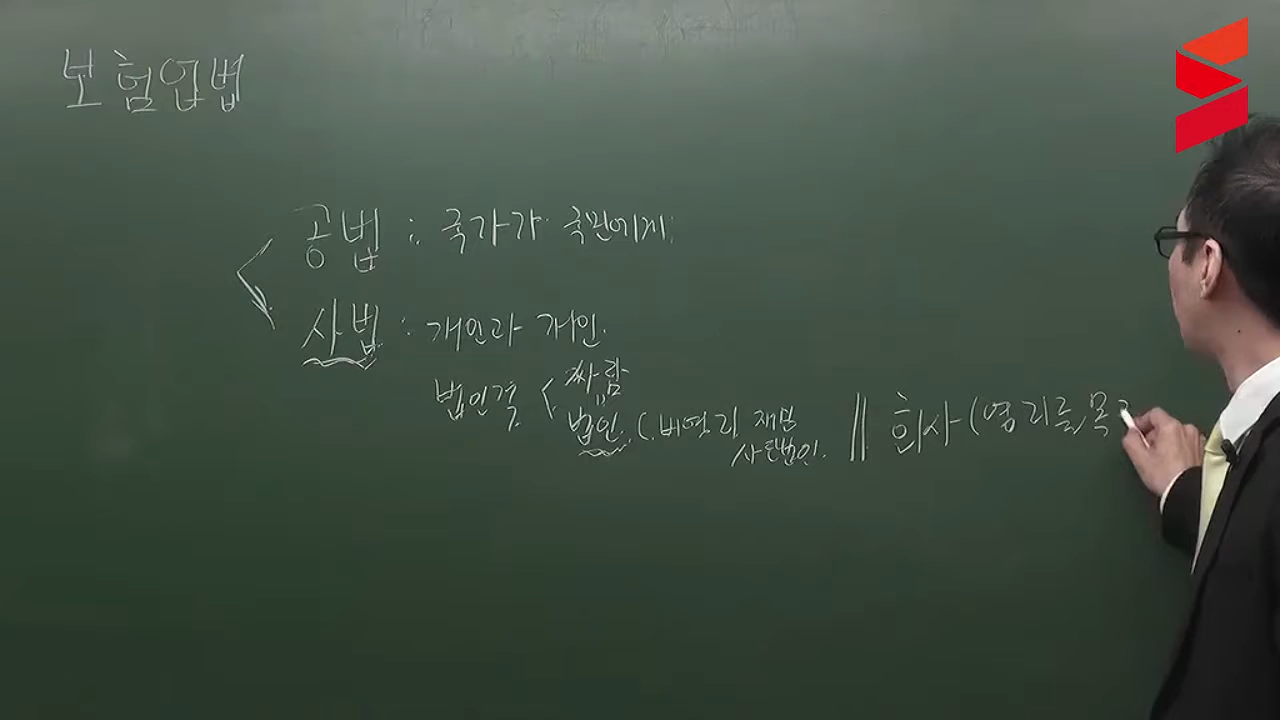 보험업법
공법 : 국가가 국민에게
사법 : 개인과 개인.
법인격 < 사람
법인. ( 비영리 재단 || 회사 (영리를 목
사단법인.